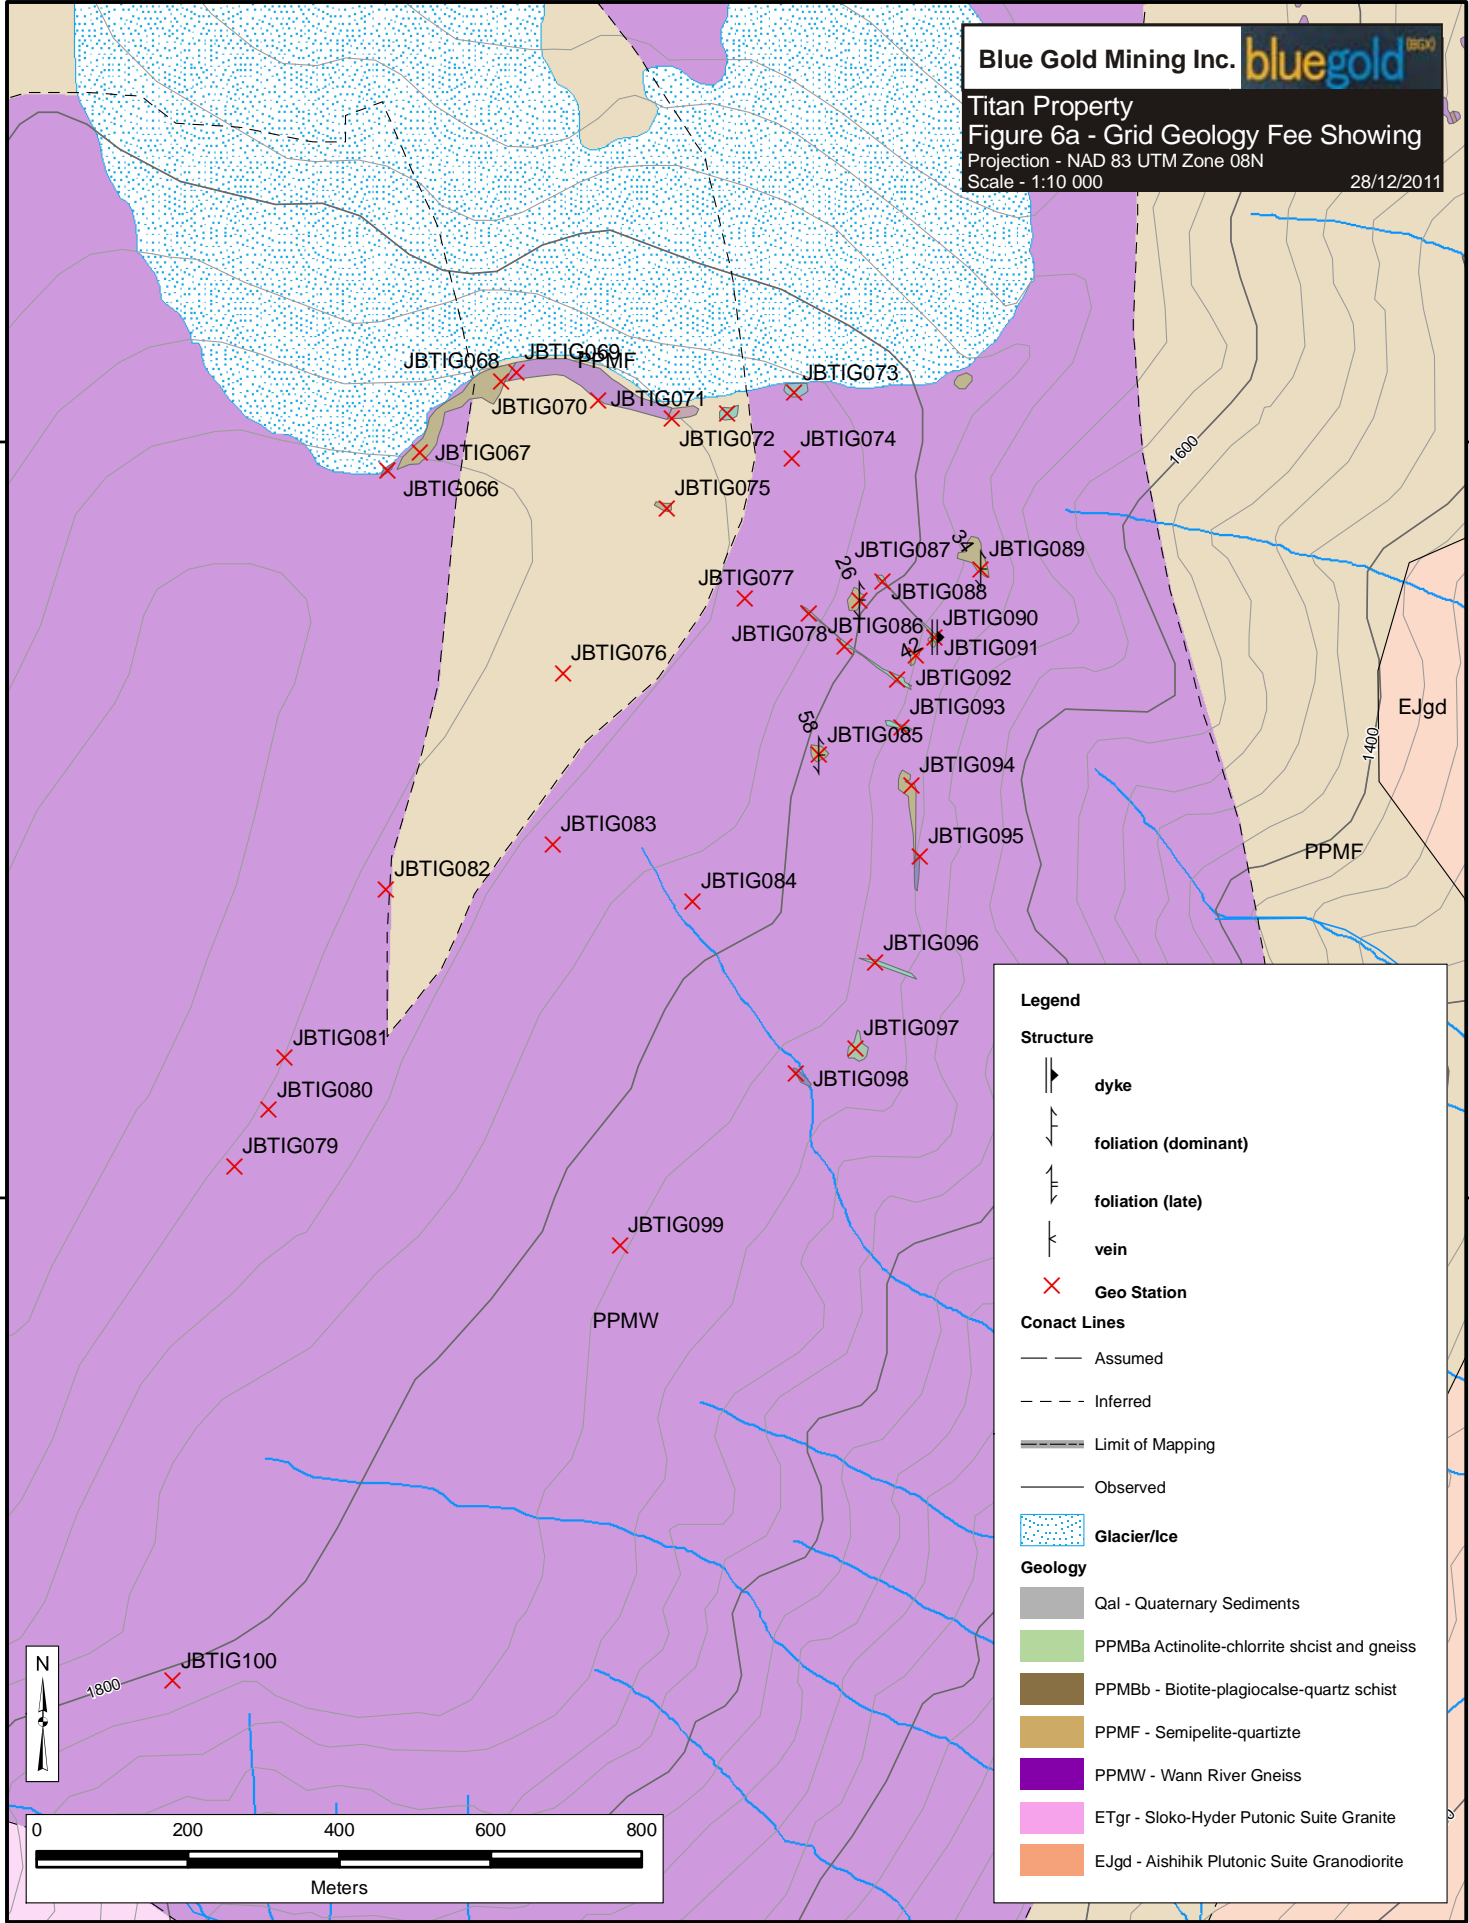 Blue Gold Mining Inc.
bluegold (BGX)
Titan Property
Figure 6a - Grid Geology Fee Showing
Projection - NAD 83 UTM Zone 08N
Scale - 1:10 000 28/12/2011
JBTIG068
JBTIG069
PPMF
JBTIG073
JBTIG070
JBTIG071
JBTIG072
JBTIG074
JBTIG067
JBTIG066
JBTIG075
1600
34
JBTIG087
JBTIG089
26
JBTIG077
JBTIG088
JBTIG078
JBTIG086
JBTIG090
42
JBTIG091
JBTIG076
JBTIG092
JBTIG093
58
JBTIG085
EJgd
1400
JBTIG094
JBTIG083
JBTIG095
PPMF
JBTIG082
JBTIG084
JBTIG096
JBTIG097
JBTIG081
JBTIG098
JBTIG080
JBTIG079
JBTIG099
PPMW
JBTIG100
1800
N
0 200 400 600 800
Meters
Legend
Structure
dyke
foliation (dominant)
foliation (late)
vein
Geo Station
Conact Lines
Assumed
Inferred
Limit of Mapping
Observed
Glacier/Ice
Geology
Qal - Quaternary Sediments
PPMBa Actinolite-chlorrite shcist and gneiss
PPMBb - Biotite-plagiocalse-quartz schist
PPMF - Semipelite-quartizte
PPMW - Wann River Gneiss
ETgr - Sloko-Hyder Putonic Suite Granite
EJgd - Aishihik Plutonic Suite Granodiorite